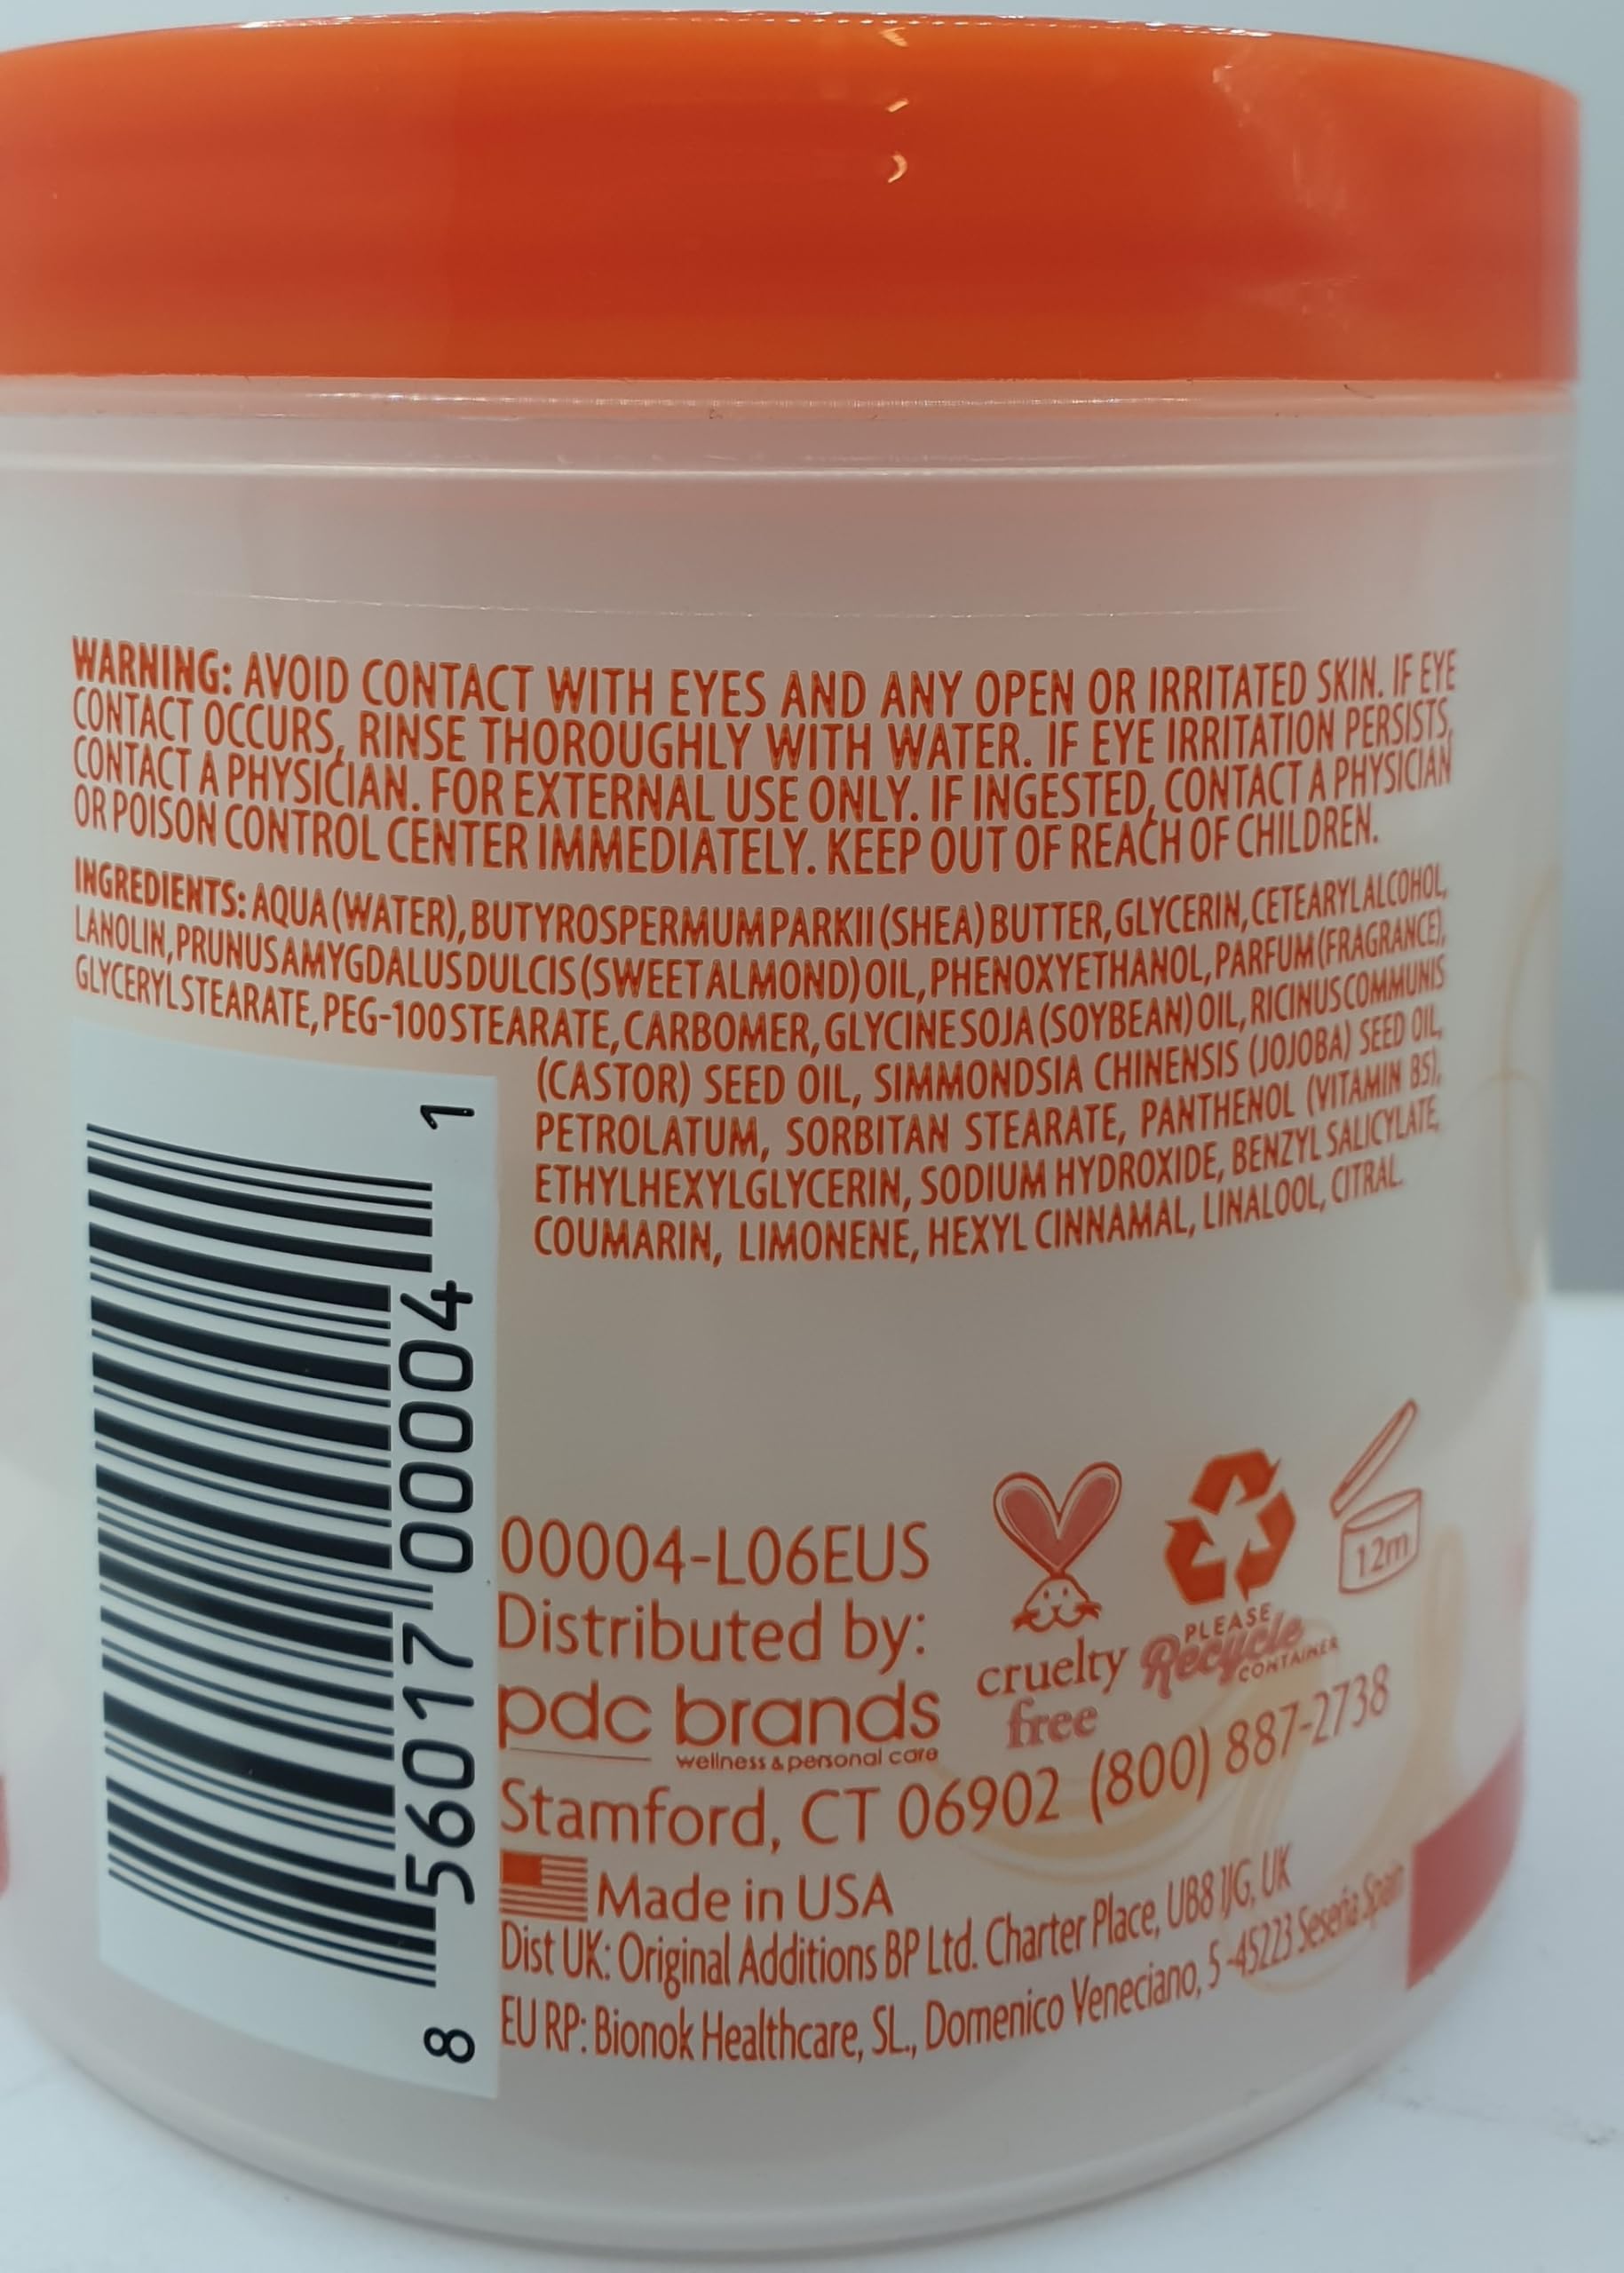 WARNING: AVOID CONTACT WITH EYES AND ANY OPEN OR IRRITATED SKIN. IF EYE
CONTACT OCCURS, RINSE THOROUGHLY WITH WATER. IF EYE IRRITATION PERSISTS,
CONTACT A PHYSICIAN. FOR EXTERNAL USE ONLY. IF INGESTED, CONTACT A PHYSICIAN
OR POISON CONTROL CENTER IMMEDIATELY. KEEP OUT OF REACH OF CHILDREN.
INGREDIENTS: AQUA (WATER), BUTYROSPERMUM PARKII (SHEA) BUTTER, GLYCERIN, CETEARYL ALCOHOL,
LANOLIN, PRUNUS AMYGDALUS DULCIS (SWEET ALMOND) OIL, PHENOXYETHANOL, PARFUM (FRAGRANCE),
GLYCERYL STEARATE, PEG-100 STEARATE, CARBOMER, GLYCINE SOJA (SOYBEAN) OIL, RICINUS COMMUNIS
(CASTOR) SEED OIL, SIMMONDSIA CHINENSIS (JOJOBA) SEED OIL,
PETROLATUM, SORBITAN STEARATE, PANTHENOL (VITAMIN B5),
ETHYLHEXYLGLYCERIN, SODIUM HYDROXIDE, BENZYL SALICYLATE,
COUMARIN, LIMONENE, HEXYL CINNAMAL, LINALOOL, CITRAL.
8 56017 00004 1
00004-L06EUS
Distributed by:
pdc brands
wellness & personal care
cruelty
free
PLEASE
Recycle
CONTAINER
12m
Stamford, CT 06902 (800) 887-2738
Made in USA
Dist UK: Original Additions BP Ltd. Charter Place, UB8 1JG, UK
EU RP: Bionok Healthcare, SL., Domenico Veneciano, 5 -45223 Seseña Spain